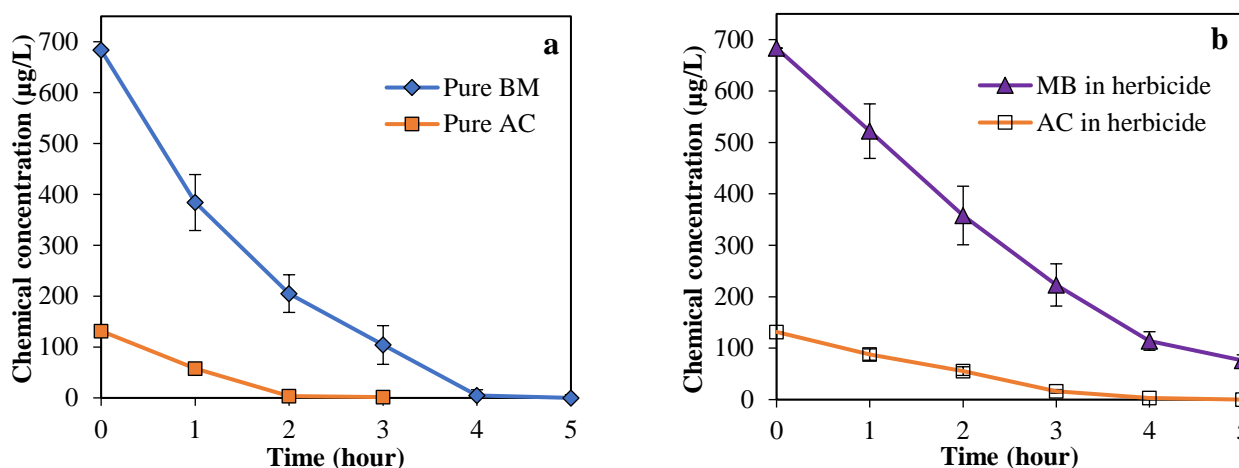 a
Chemical concentration (µg/L)
700
600
500
400
300
200
100
0
Pure BM
Pure AC
0 1 2 3 4 5
Time (hour)
b
Chemical concentration (µg/L)
700
600
500
400
300
200
100
0
MB in herbicide
AC in herbicide
0 1 2 3 4 5
Time (hour)